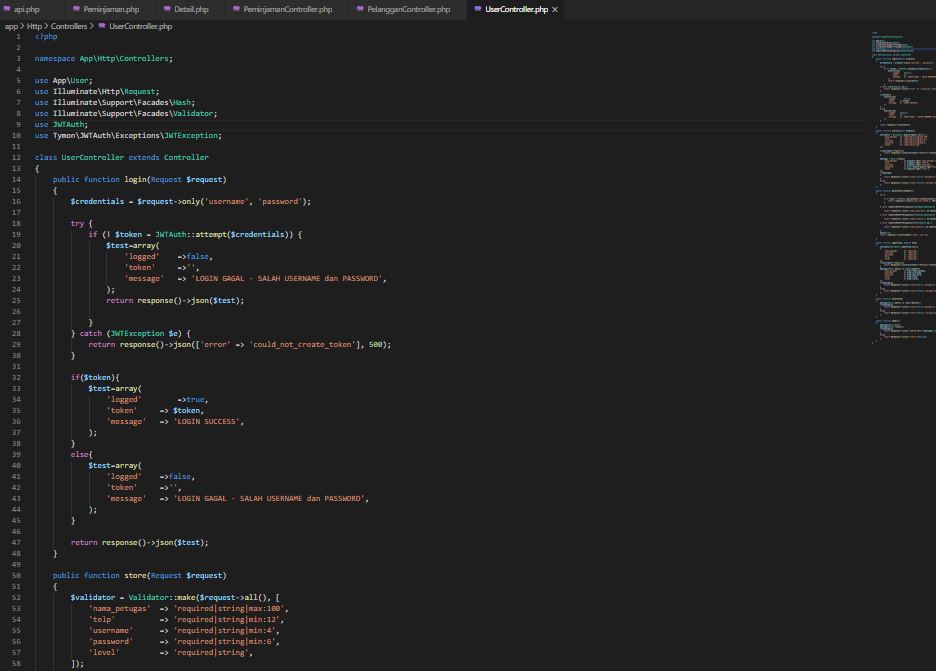 api.php Peminjaman.php Detail.php PeminjamanController.php PelangganController.php UserController.php ×
app > Http > Controllers > UserController.php
1 <?php
2
3 namespace App\Http\Controllers;
4
5 use App\User;
6 use Illuminate\Http\Request;
7 use Illuminate\Support\Facades\Hash;
8 use Illuminate\Support\Facades\Validator;
9 use JWTAuth;
10 use Tymon\JWTAuth\Exceptions\JWTException;
11
12 class UserController extends Controller
13 {
14 public function login(Request $request)
15 {
16 $credentials = $request->only('username', 'password');
17
18 try {
19 if (! $token = JWTAuth::attempt($credentials)) {
20 $test=array(
21 'logged' =>false,
22 'token' =>'',
23 'message' => 'LOGIN GAGAL - SALAH USERNAME dan PASSWORD',
24 );
25 return response()->json($test);
26
27 }
28 } catch (JWTException $e) {
29 return response()->json(['error' => 'could_not_create_token'], 500);
30 }
31
32 if($token){
33 $test=array(
34 'logged' =>true,
35 'token' => $token,
36 'message' => 'LOGIN SUCCESS',
37 );
38 }
39 else{
40 $test=array(
41 'logged' =>false,
42 'token' =>'',
43 'message' => 'LOGIN GAGAL - SALAH USERNAME dan PASSWORD',
44 );
45 }
46
47 return response()->json($test);
48 }
49
50 public function store(Request $request)
51 {
52 $validator = Validator::make($request->all(), [
53 'nama_petugas' => 'required|string|max:100',
54 'telp' => 'required|string|min:12',
55 'username' => 'required|string|min:4',
56 'password' => 'required|string|min:6',
57 'level' => 'required|string',
58 ]);